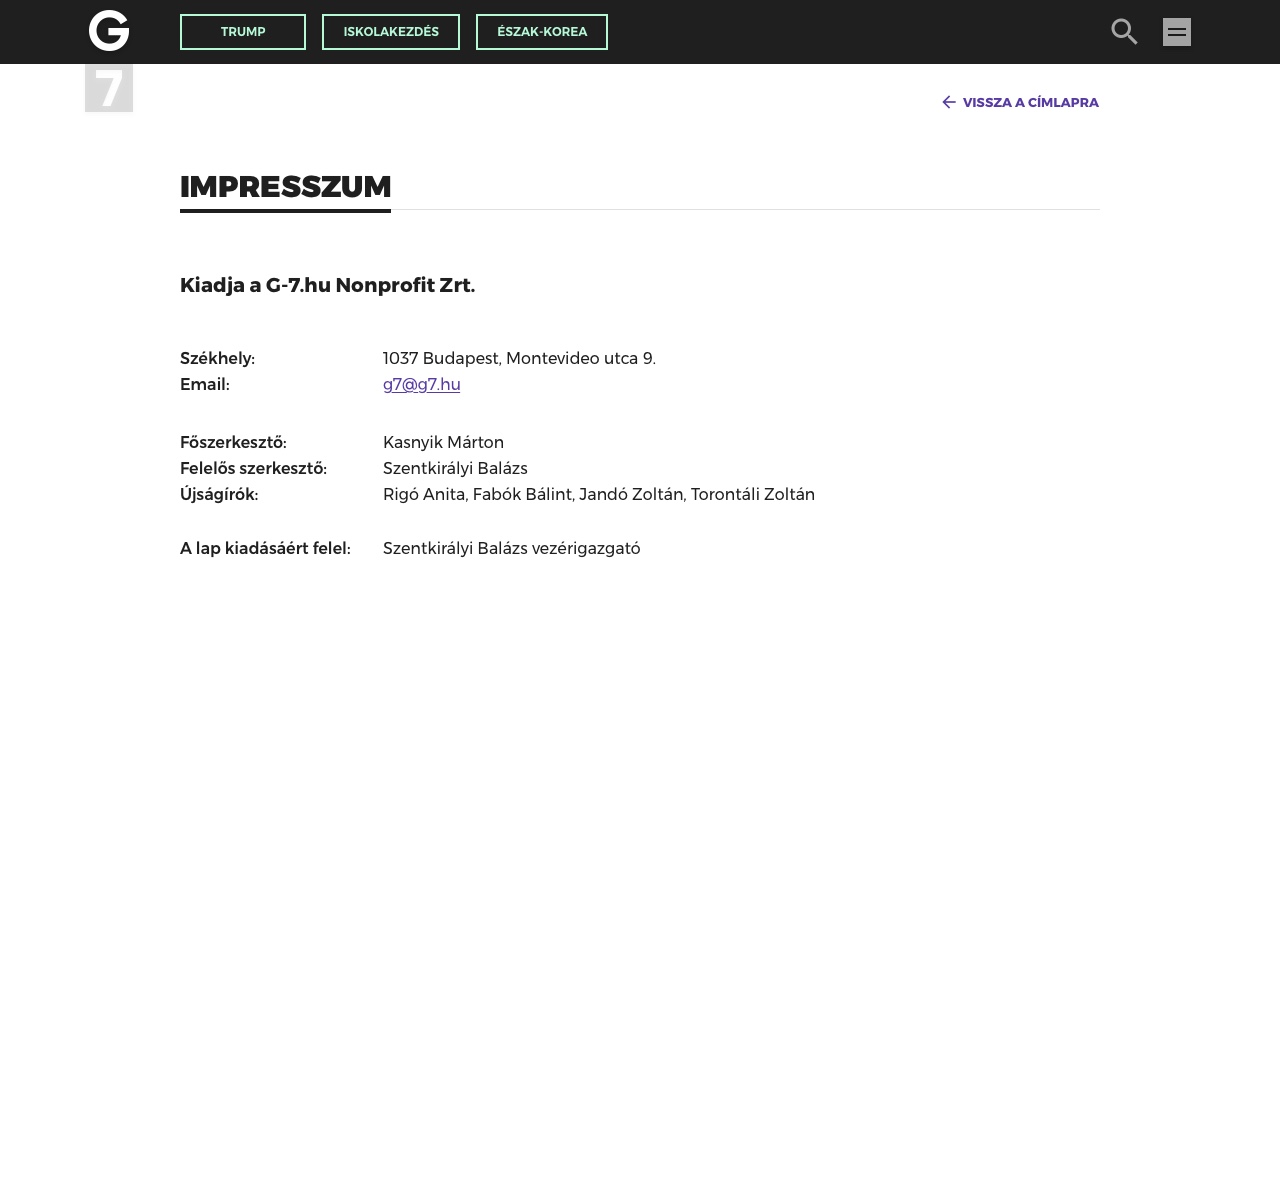 G
7
TRUMP
ISKOLAKEZDÉS
ÉSZAK-KOREA
VISSZA A CÍMLAPRA
IMPRESSZUM
Kiadja a G-7.hu Nonprofit Zrt.
Székhely: 1037 Budapest, Montevideo utca 9.
Email: g7@g7.hu
Főszerkesztő: Kasnyik Márton
Felelős szerkesztő: Szentkirályi Balázs
Újságírók: Rigó Anita, Fabók Bálint, Jandó Zoltán, Torontáli Zoltán
A lap kiadásáért felel: Szentkirályi Balázs vezérigazgató